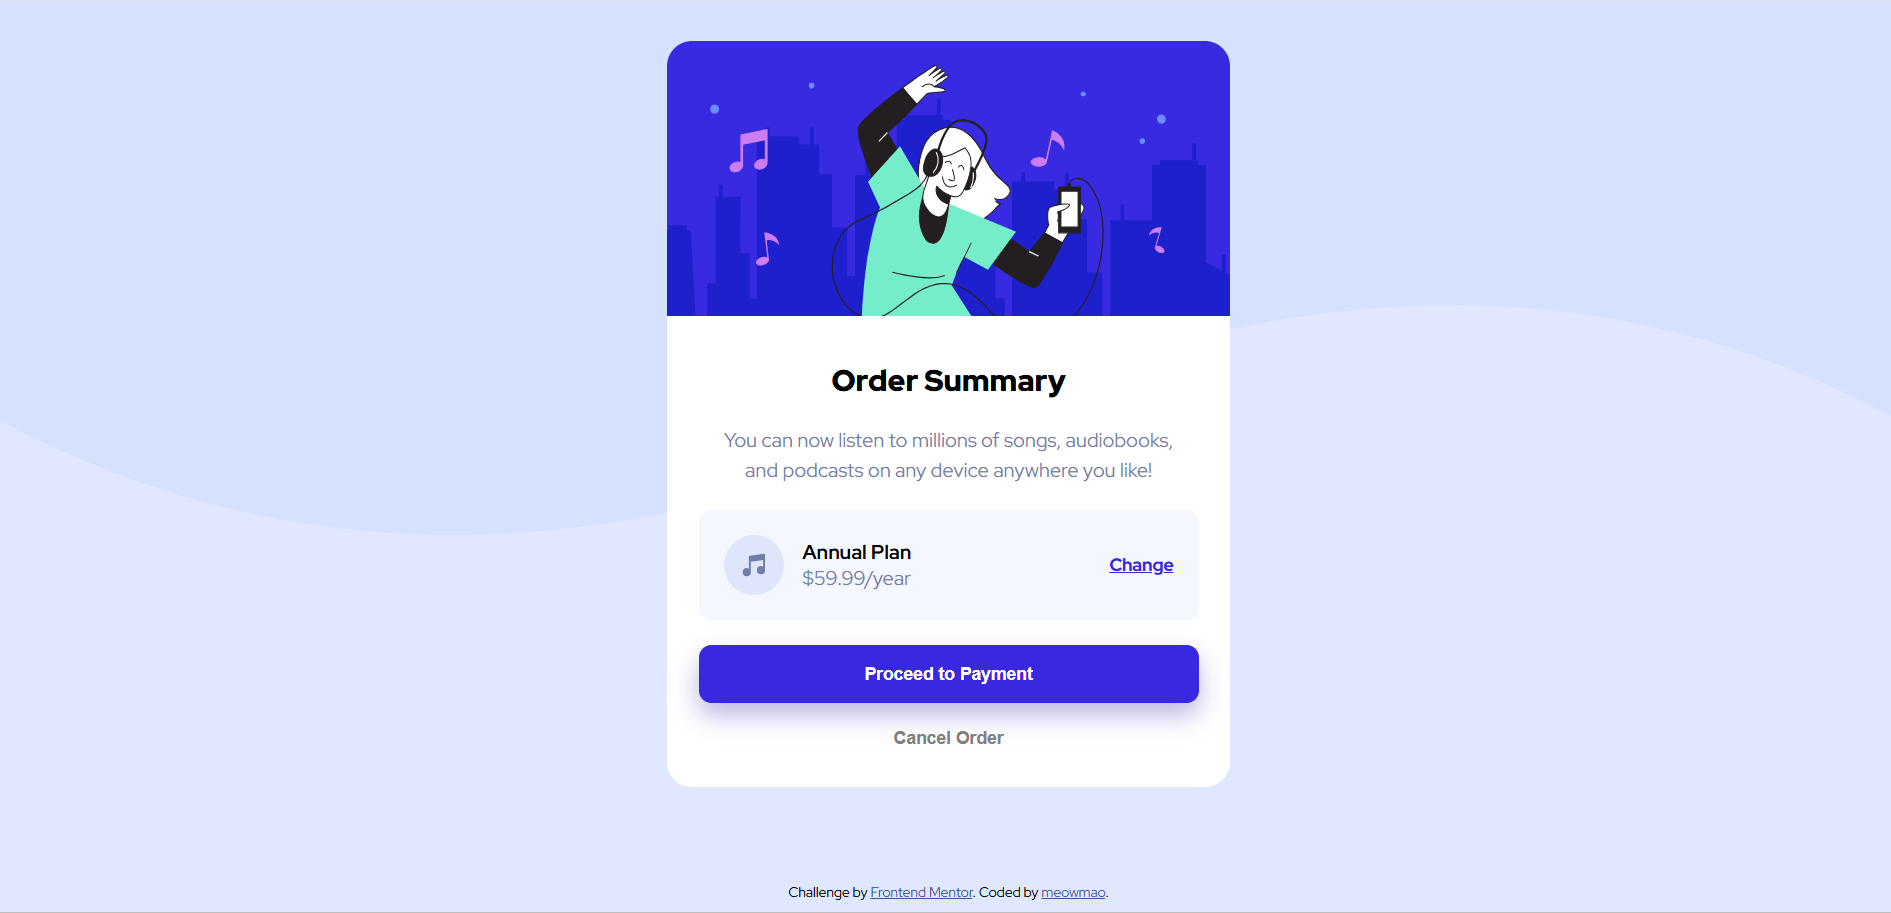 Order Summary
You can now listen to millions of songs, audiobooks,
and podcasts on any device anywhere you like!
Annual Plan
$59.99/year
Change
Proceed to Payment
Cancel Order
Challenge by Frontend Mentor. Coded by meowmao.